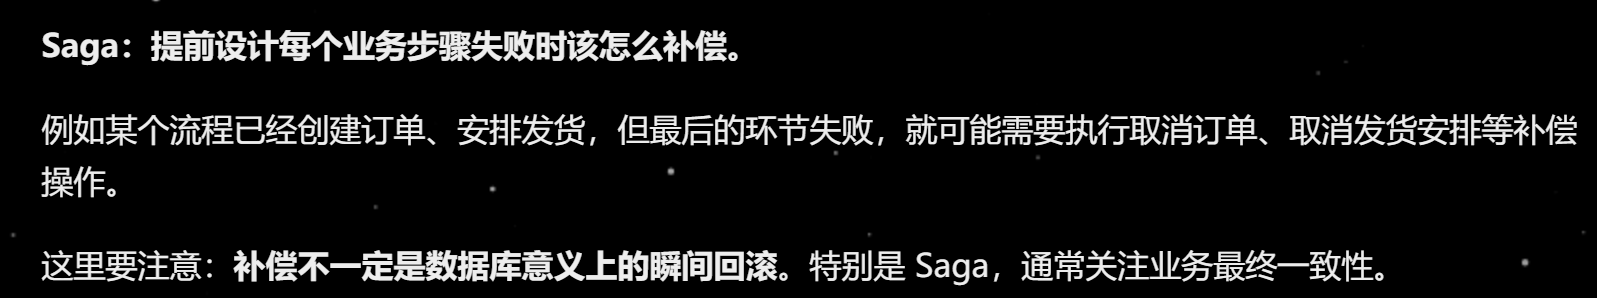 Saga：提前设计每个业务步骤失败时该怎么补偿。
例如某个流程已经创建订单、安排发货，但最后的环节失败，就可能需要执行取消订单、取消发货安排等补偿
操作。
这里要注意：补偿不一定是数据库意义上的瞬间回滚。特别是 Saga，通常关注业务最终一致性。